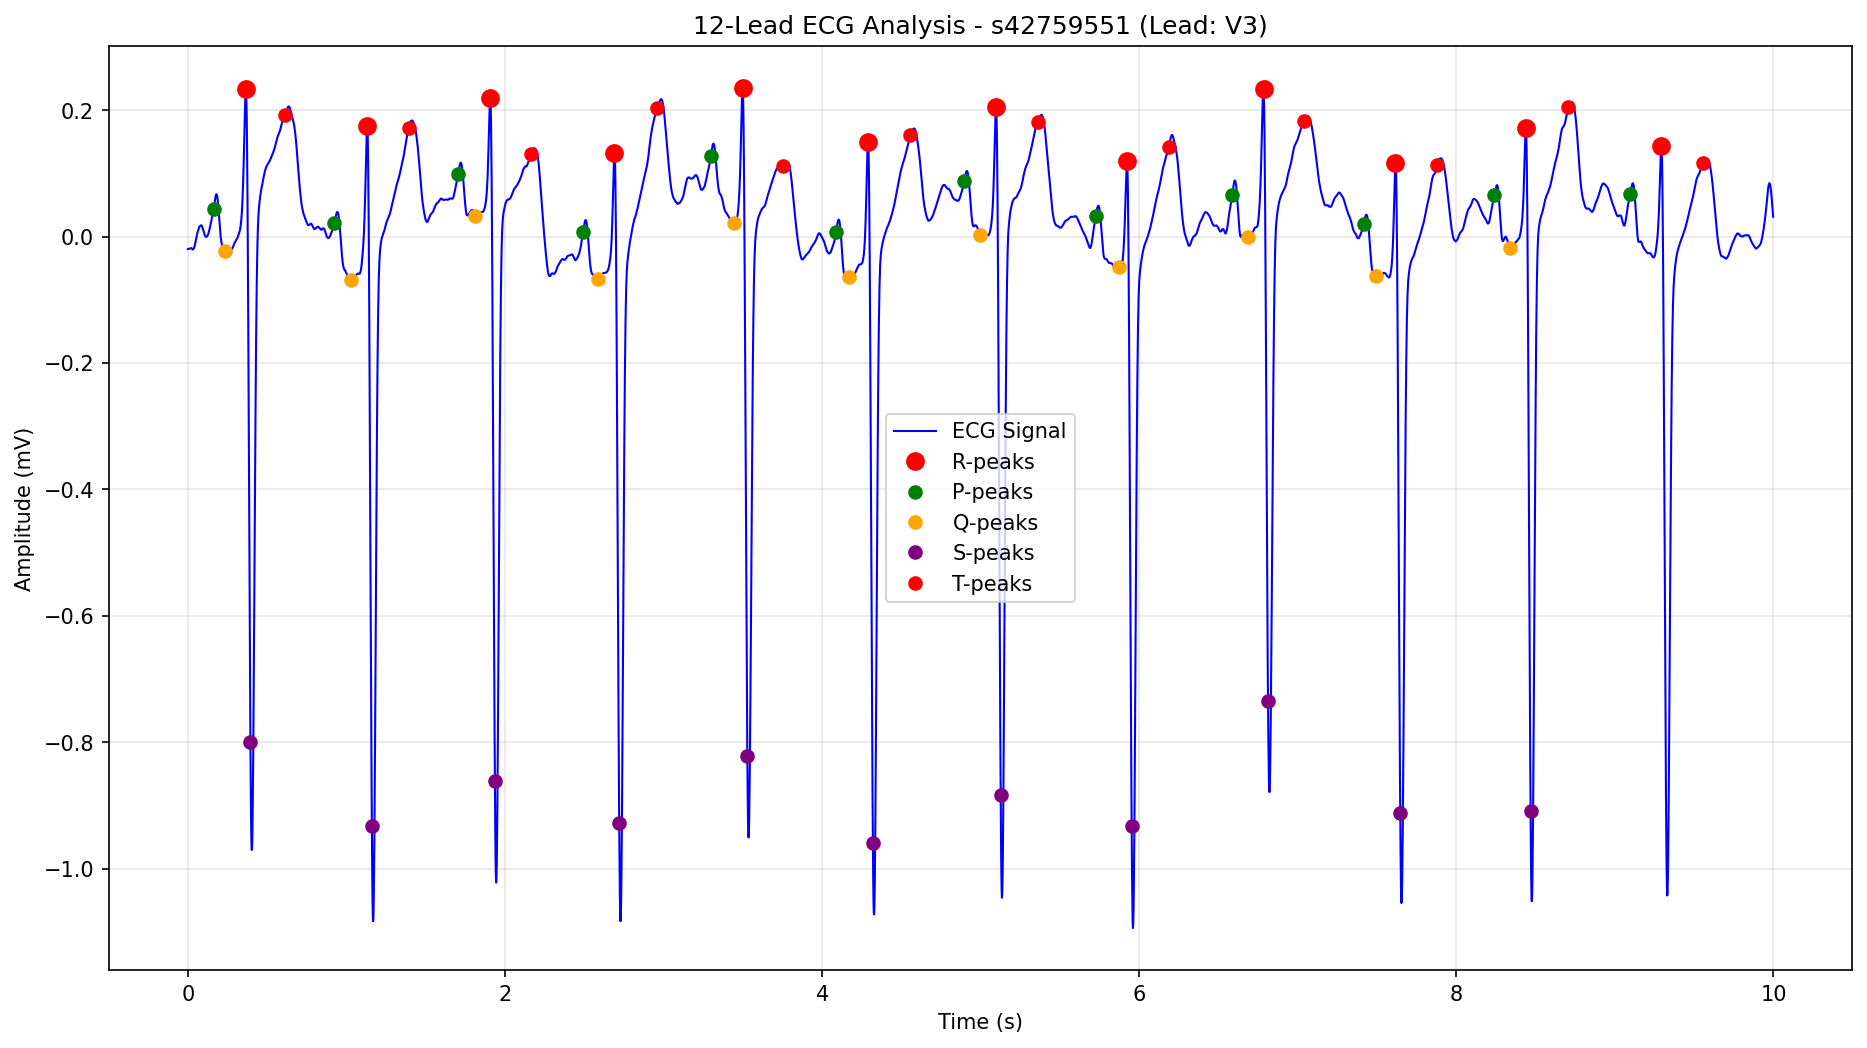 12-Lead ECG Analysis - s42759551 (Lead: V3)
Amplitude (mV)
0.2
0.0
−0.2
−0.4
−0.6
−0.8
−1.0
ECG Signal
R-peaks
P-peaks
Q-peaks
S-peaks
T-peaks
0 2 4 6 8 10
Time (s)